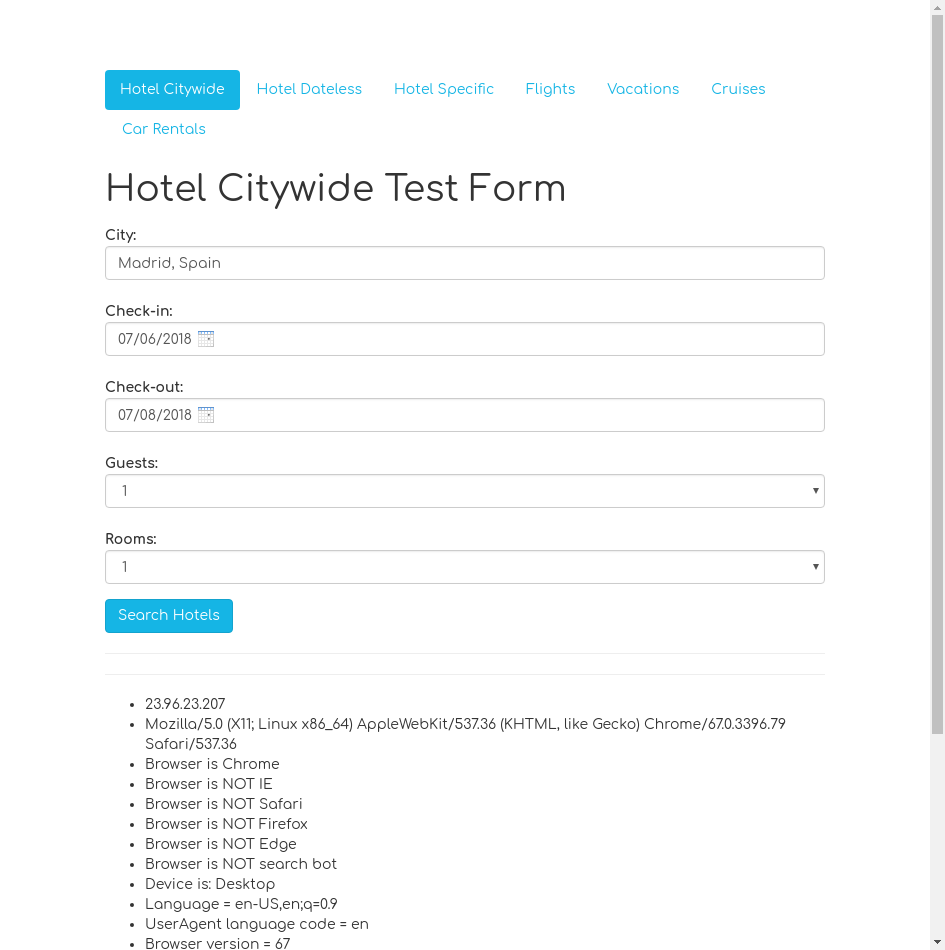 Hotel Citywide Hotel Dateless Hotel Specific Flights Vacations Cruises
Car Rentals
Hotel Citywide Test Form
City:
Madrid, Spain
Check-in:
07/06/2018
Check-out:
07/08/2018
Guests:
1
Rooms:
1
Search Hotels
23.96.23.207
Mozilla/5.0 (X11; Linux x86_64) AppleWebKit/537.36 (KHTML, like Gecko) Chrome/67.0.3396.79
Safari/537.36
Browser is Chrome
Browser is NOT IE
Browser is NOT Safari
Browser is NOT Firefox
Browser is NOT Edge
Browser is NOT search bot
Device is: Desktop
Language = en-US,en;q=0.9
UserAgent language code = en
Browser version = 67